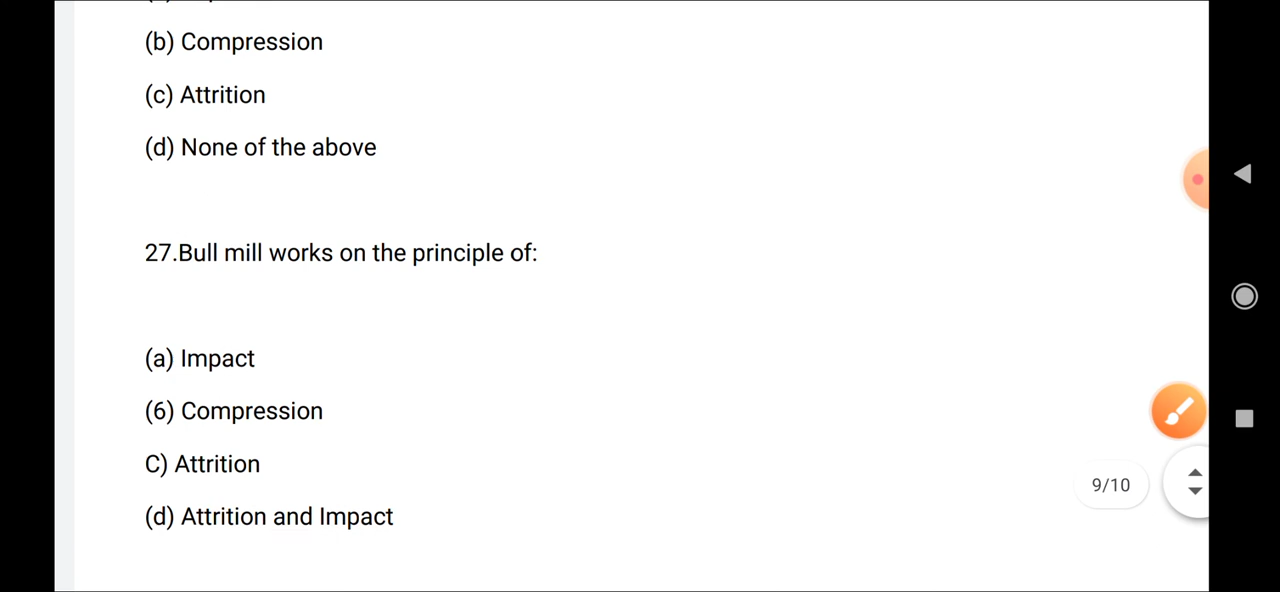 (b) Compression
(c) Attrition
(d) None of the above
27.Bull mill works on the principle of:
(a) Impact
(6) Compression
C) Attrition
(d) Attrition and Impact
9/10